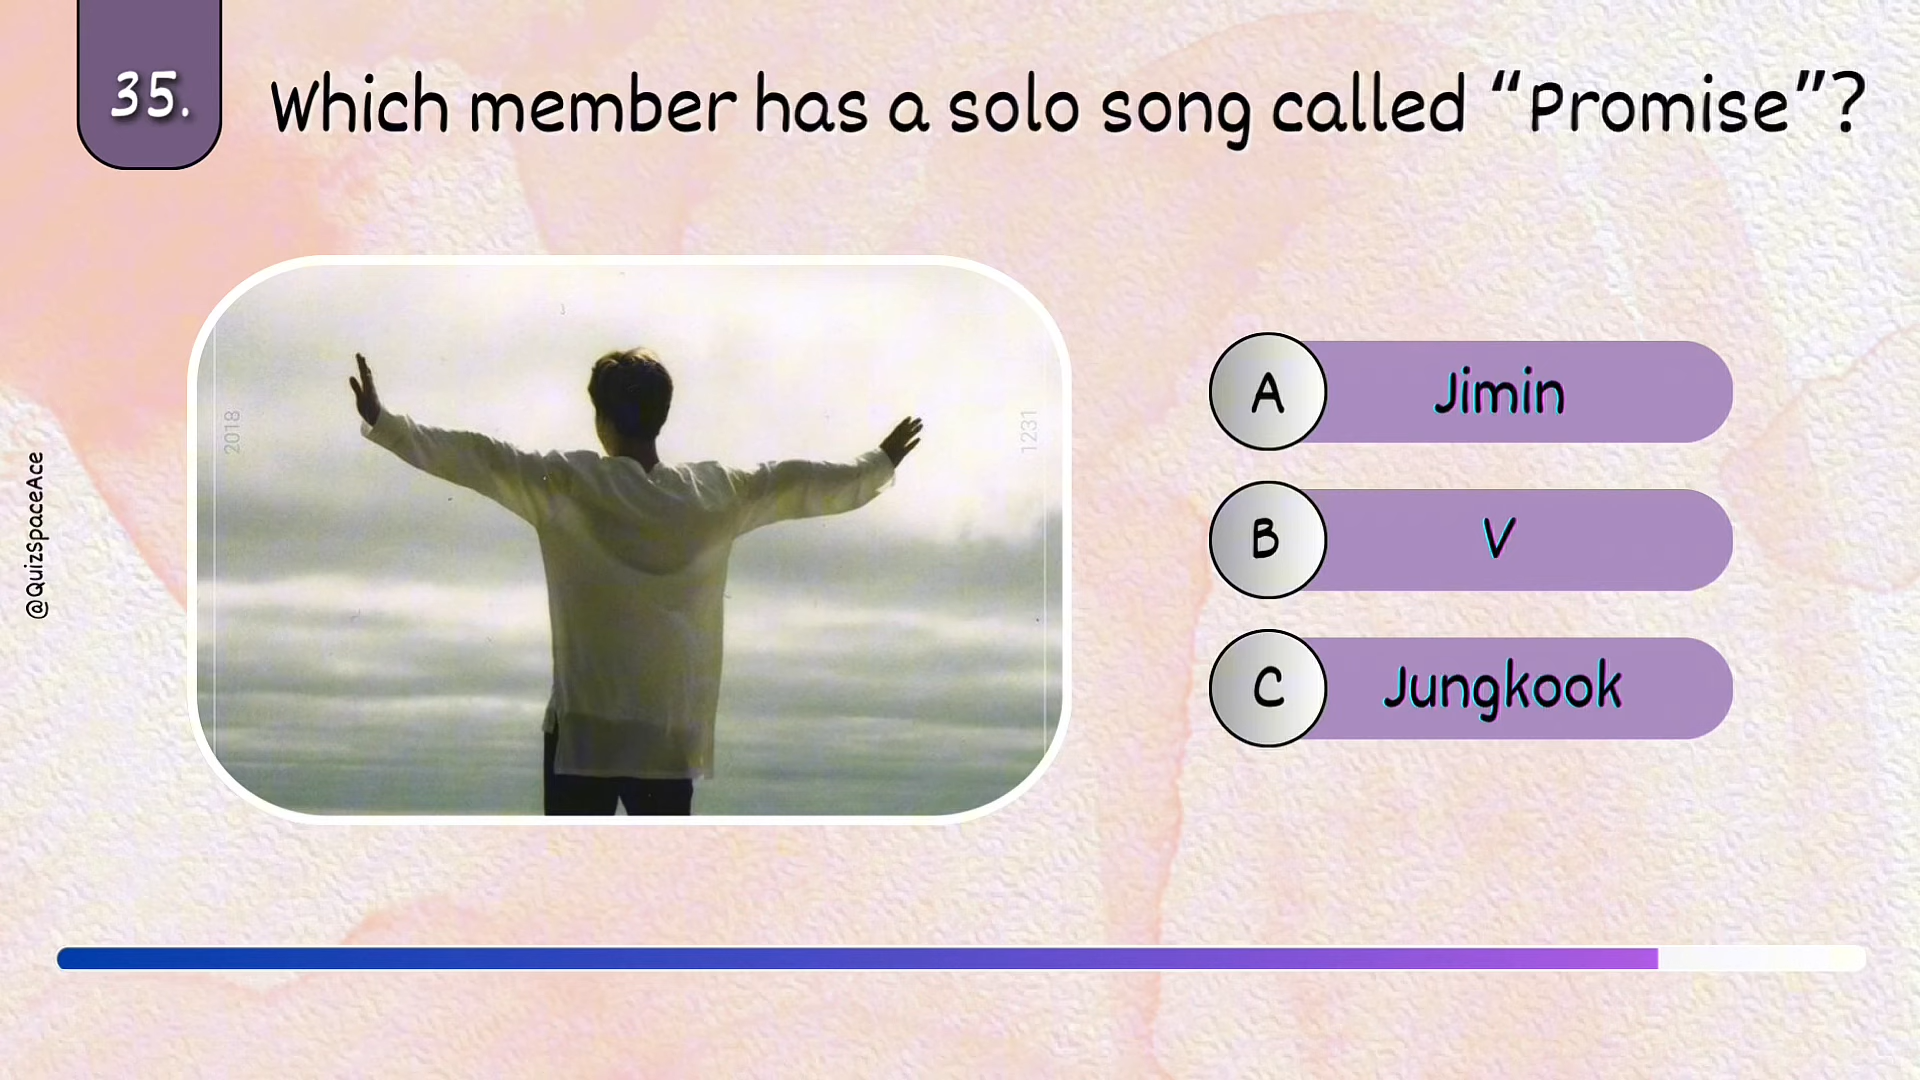 35.
Which member has a solo song called “Promise”?
@QuizSpaceAce
2018
1231
A
Jimin
B
V
C
Jungkook